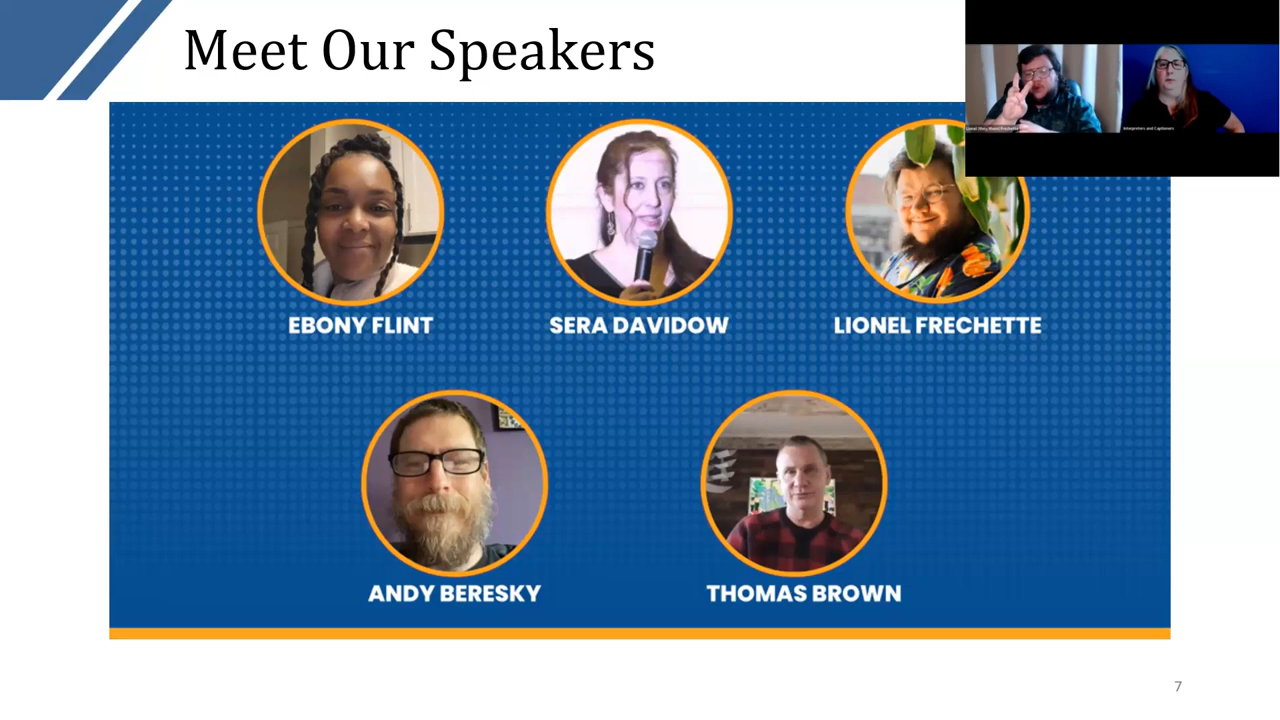 Meet Our Speakers
Interpreters and Captioners
EBONY FLINT
SERA DAVIDOW
LIONEL FRECHETTE
ANDY BERESKY
THOMAS BROWN
7